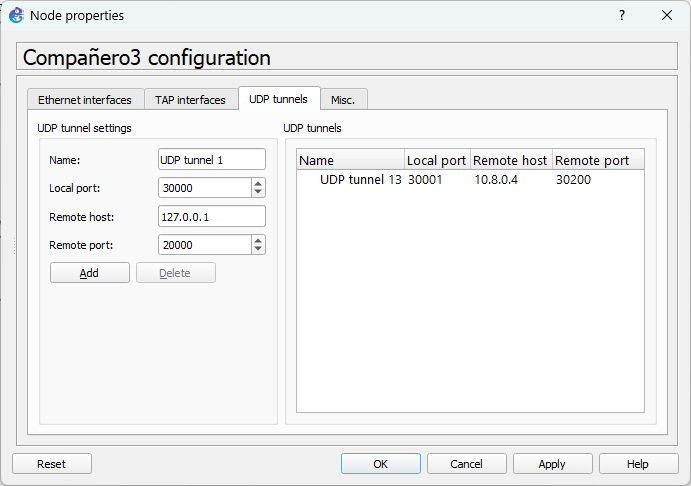 Node properties
?
Compañero3 configuration
Ethernet interfaces
TAP interfaces
UDP tunnels
Misc.
UDP tunnel settings
Name: UDP tunnel 1
Local port: 30000
Remote host: 127.0.0.1
Remote port: 20000
Add
Delete
UDP tunnels
Name Local port Remote host Remote port
UDP tunnel 13 30001 10.8.0.4 30200
Reset
OK
Cancel
Apply
Help